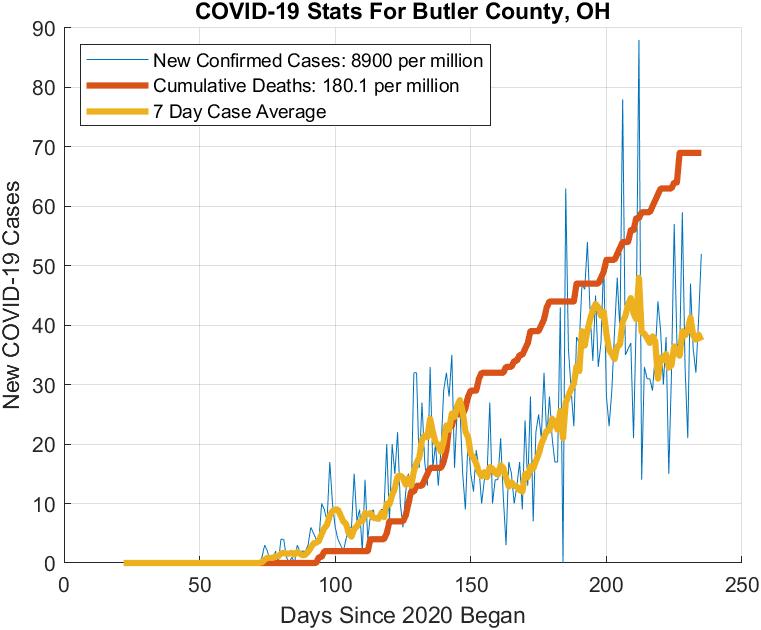 COVID-19 Stats For Butler County, OH
New Confirmed Cases: 8900 per million
Cumulative Deaths: 180.1 per million
7 Day Case Average
New COVID-19 Cases
90
80
70
60
50
40
30
20
10
0
0 50 100 150 200 250
Days Since 2020 Began